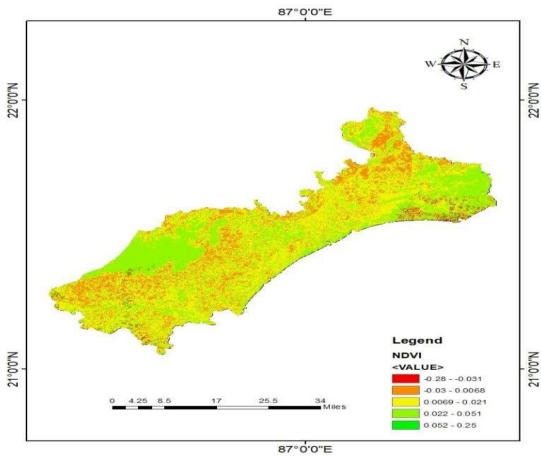 87°0'0"E
N
W E
S
22°0'0"N
22°0'0"N
21°0'0"N
21°0'0"N
Legend
NDVI
<VALUE>
-0.28 - -0.031
-0.03 - 0.0068
0.0069 - 0.021
0.022 - 0.051
0.052 - 0.25
0 4.25 8.5 17 25.5 34
Miles
87°0'0"E